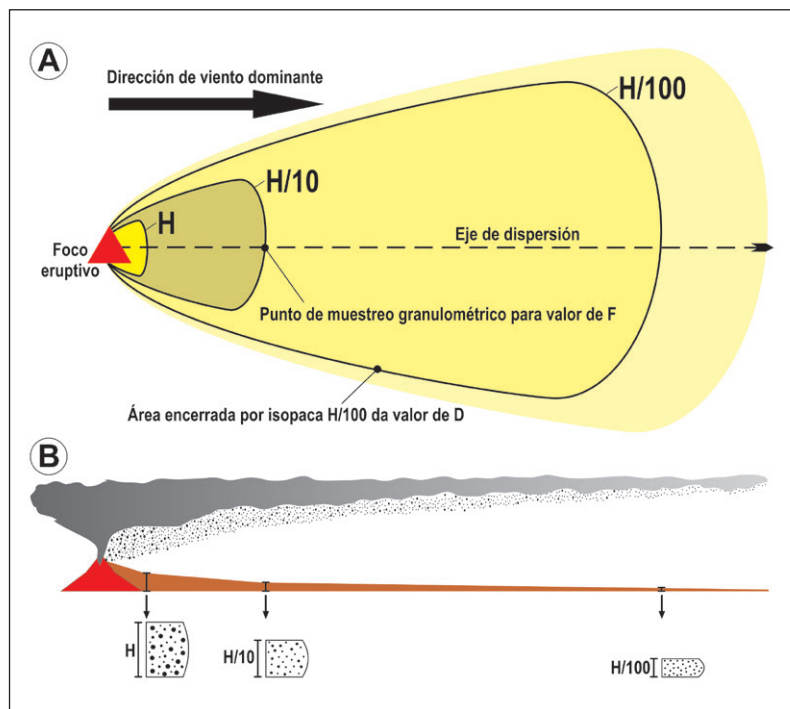 A
Dirección de viento dominante
H/100
H/10
H
Eje de dispersión
Foco
eruptivo
Punto de muestreo granulométrico para valor de F
Área encerrada por isopaca H/100 da valor de D
B
H
H/10
H/100